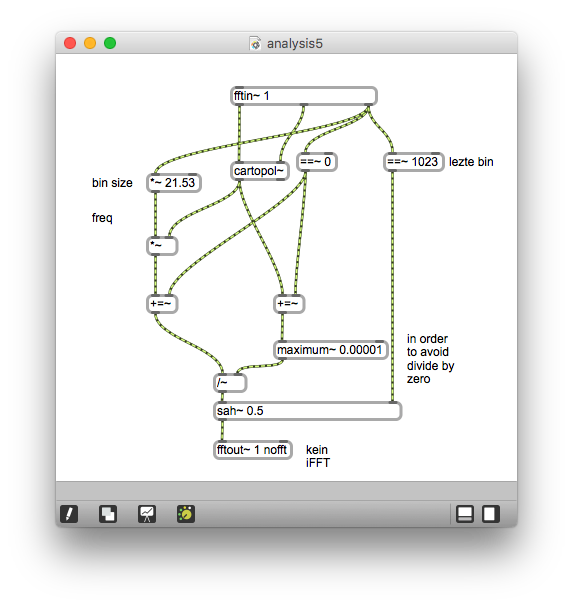 analysis5
fftin~ 1
cartopol~
==~ 0
==~ 1023
lezte bin
bin size
*~ 21.53
freq
*~
+=~
+=~
maximum~ 0.00001
in order
to avoid
divide by
zero
/~
sah~ 0.5
fftout~ 1 nofft
kein
iFFT